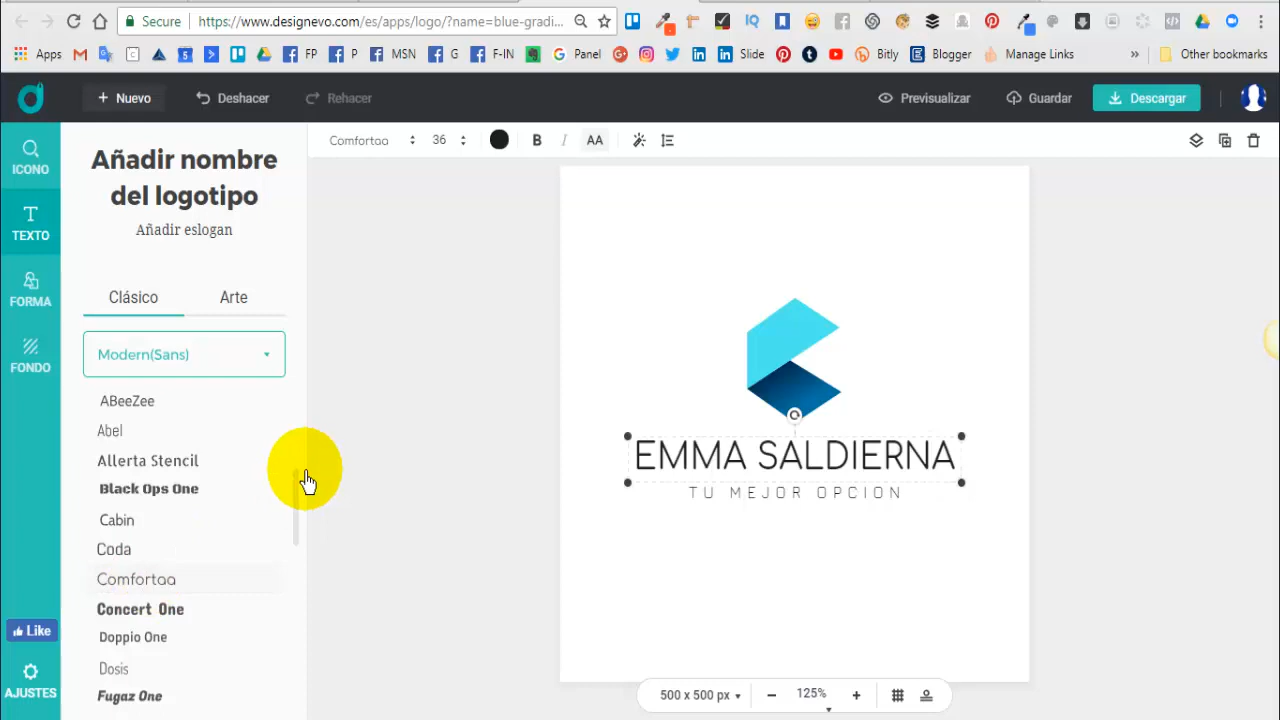 Secure
https://www.designevo.com/es/apps/logo/?name=blue-gradi...
Apps
FP
P
MSN
G
F-IN
Panel
Slide
Bitly
Blogger
Manage Links
»
Other bookmarks
+ Nuevo
Deshacer
Rehacer
Previsualizar
Guardar
Descargar
ICONO
TEXTO
FORMA
FONDO
Like
AJUSTES
Añadir nombre
del logotipo
Añadir eslogan
Clásico
Arte
Modern(Sans)
ABeeZee
Abel
Allerta Stencil
Black Ops One
Cabin
Coda
Comfortaa
Concert One
Doppio One
Dosis
Fugaz One
Comfortaa
36
B
I
AA
EMMA SALDIERNA
TU MEJOR OPCION
500 x 500 px
125%